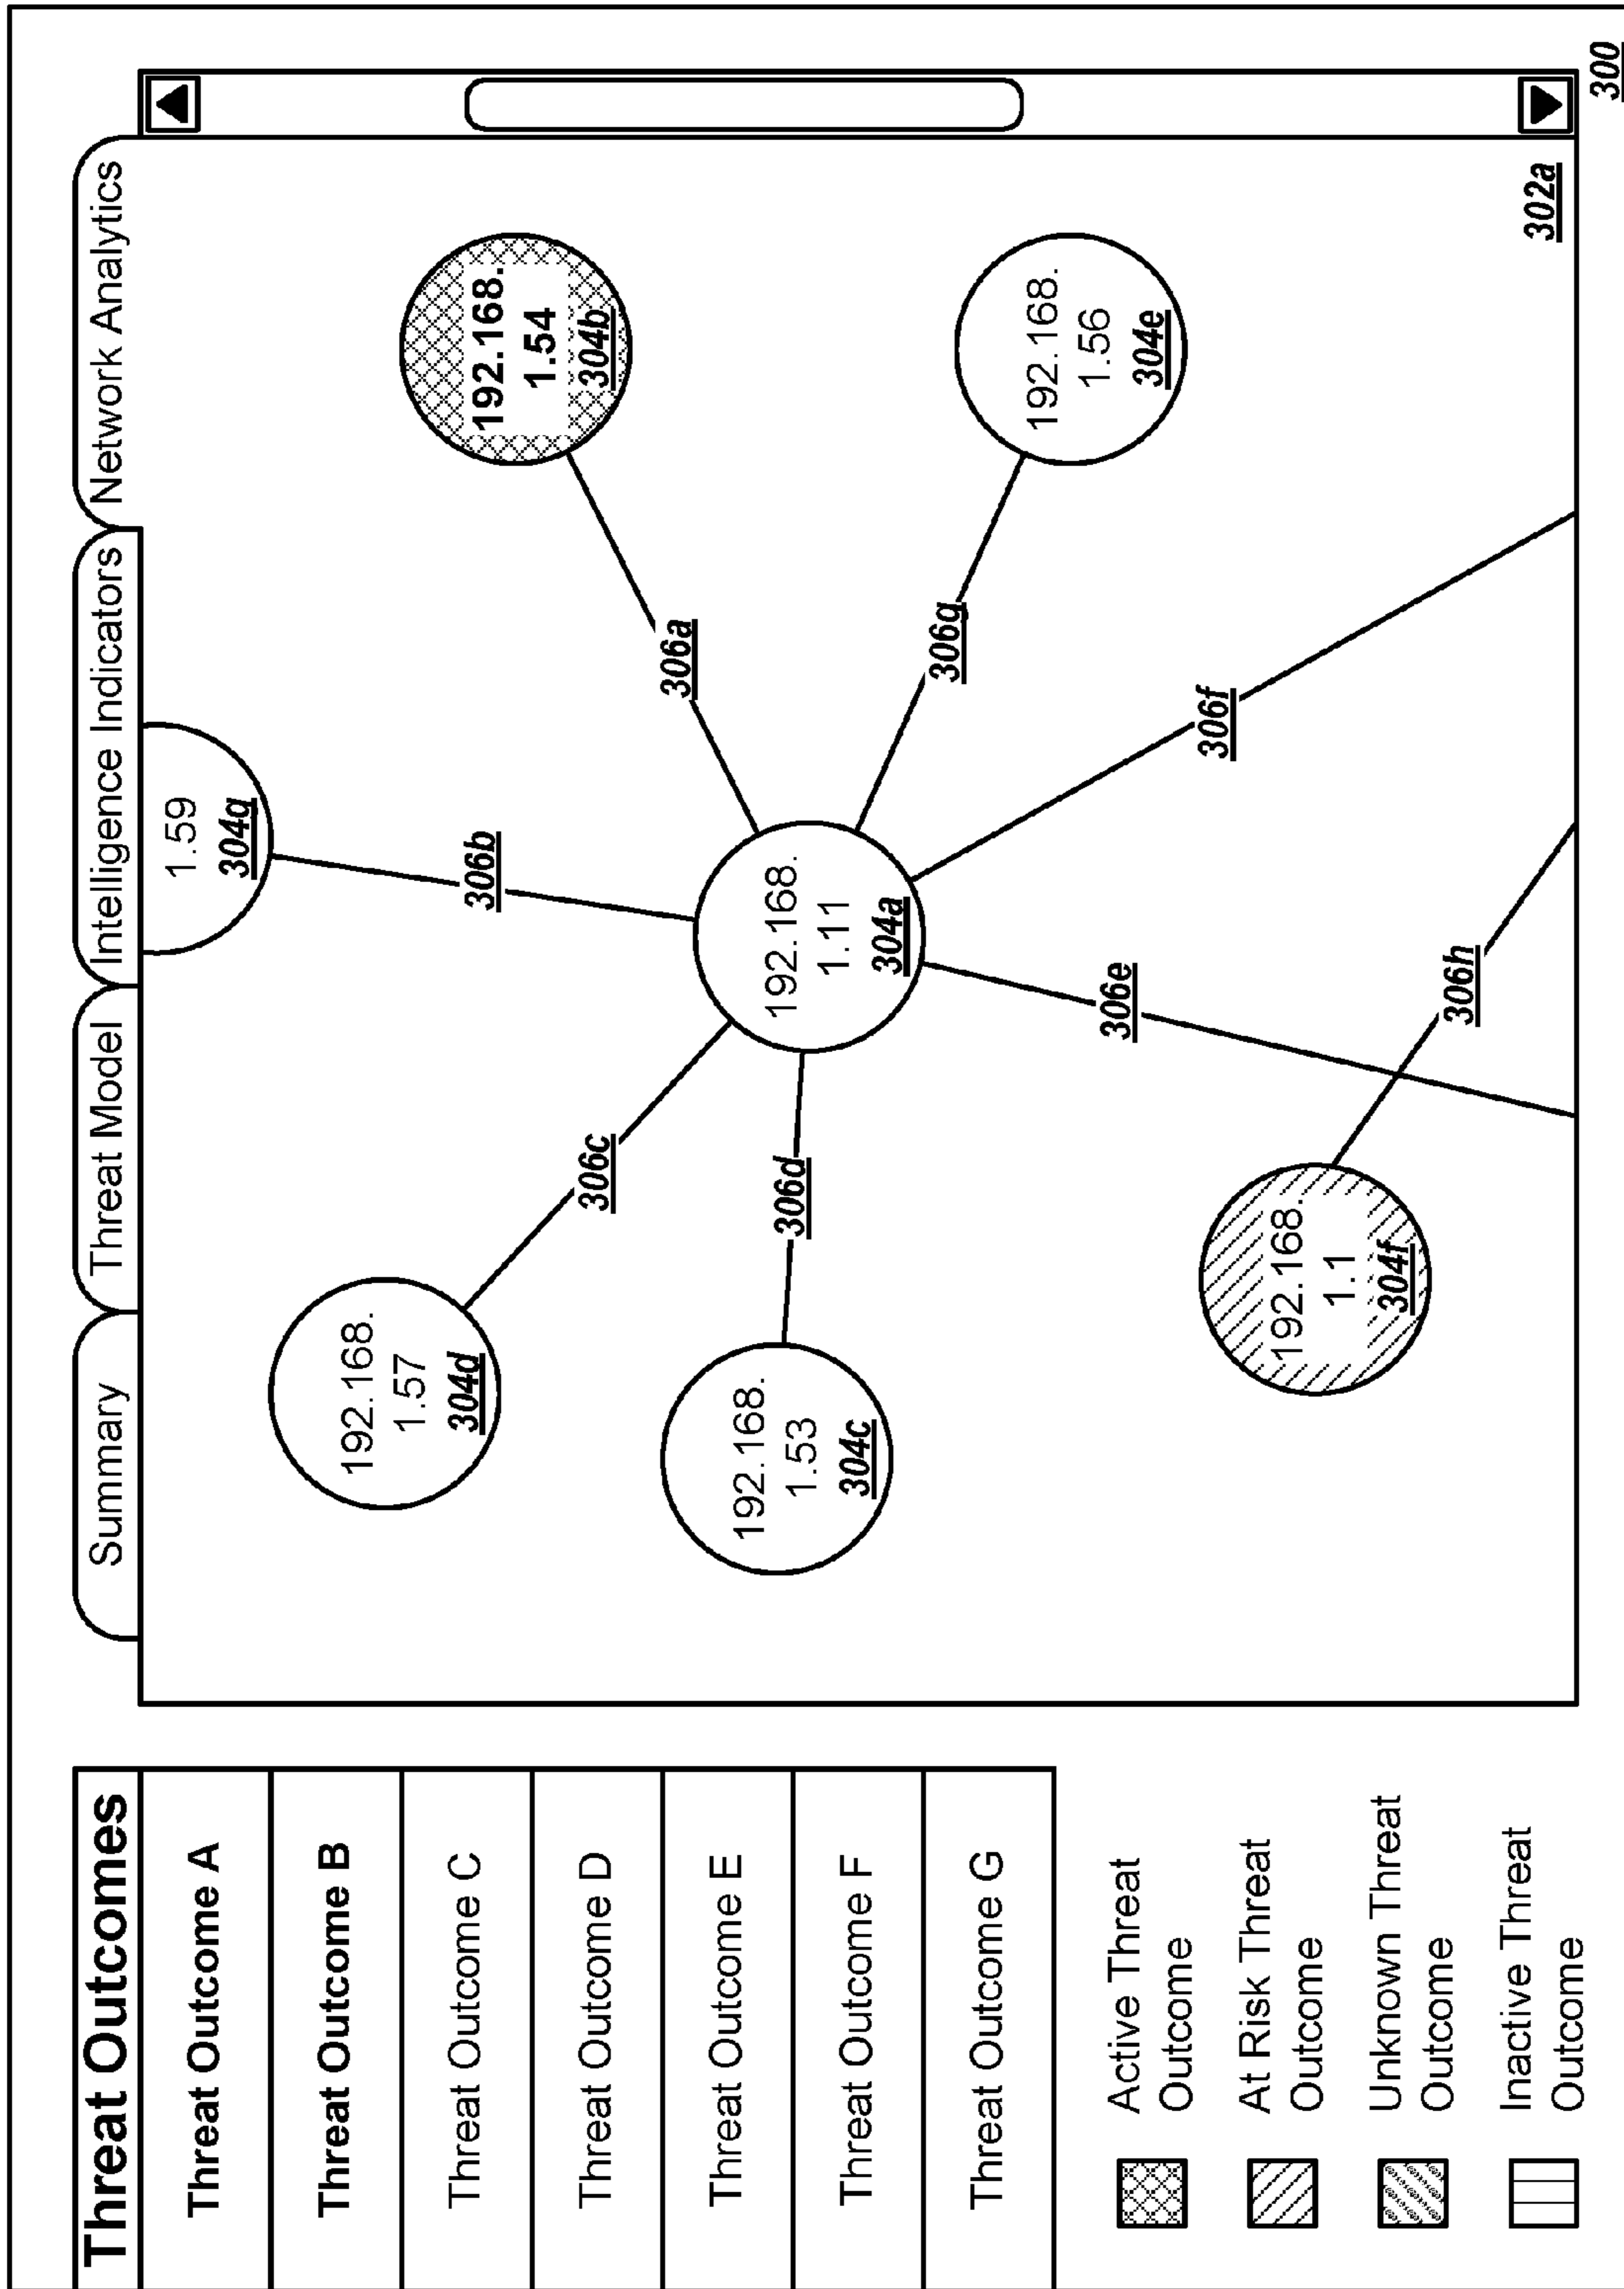 Threat Outcomes
Threat Outcome A
Threat Outcome B
Threat Outcome C
Threat Outcome D
Threat Outcome E
Threat Outcome F
Threat Outcome G
Active Threat
Outcome
At Risk Threat
Outcome
Unknown Threat
Outcome
Inactive Threat
Outcome
Summary
Threat Model
Intelligence Indicators
Network Analytics
1.59
304g
306b
192.168.
1.54
304b
306a
192.168.
1.57
304d
306c
192.168.
1.11
304a
192.168.
1.53
304c
306d
306g
192.168.
1.56
304e
306e
306f
192.168.
1.1
304f
306h
302a
300